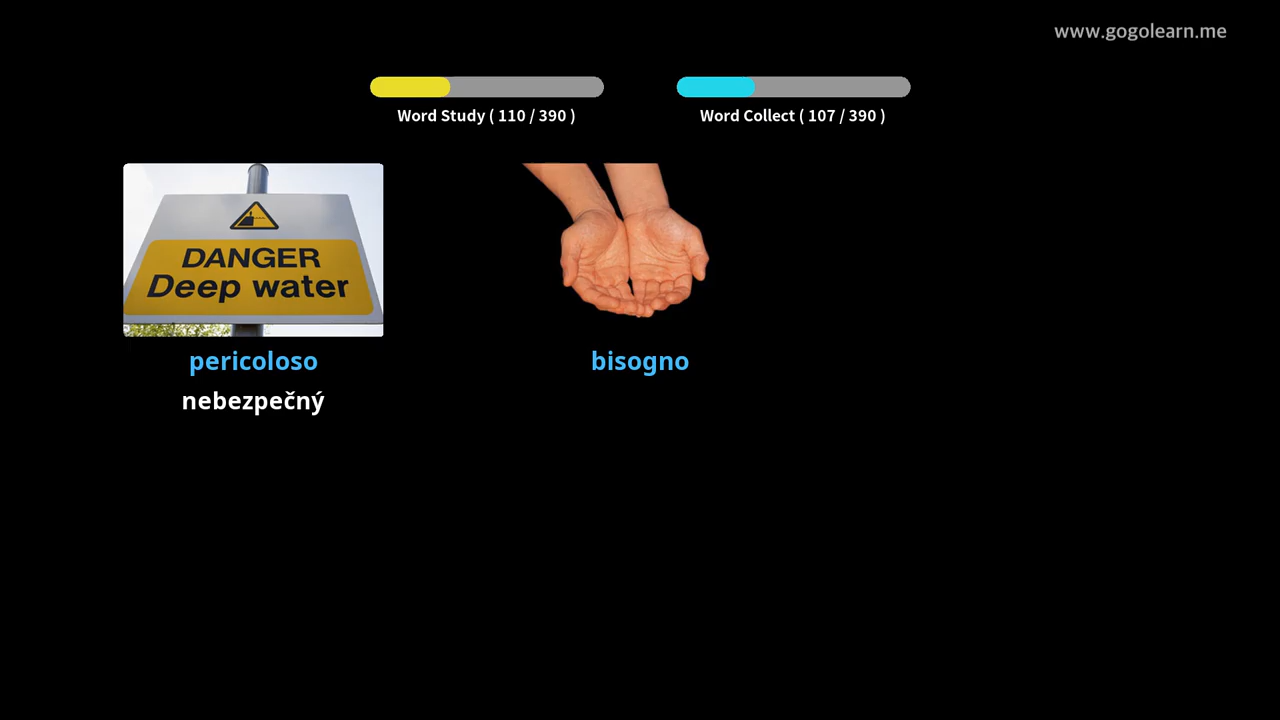 www.gogolearn.me
Word Study ( 110 / 390 )
Word Collect ( 107 / 390 )
DANGER
Deep water
pericoloso
bisogno
nebezpečný